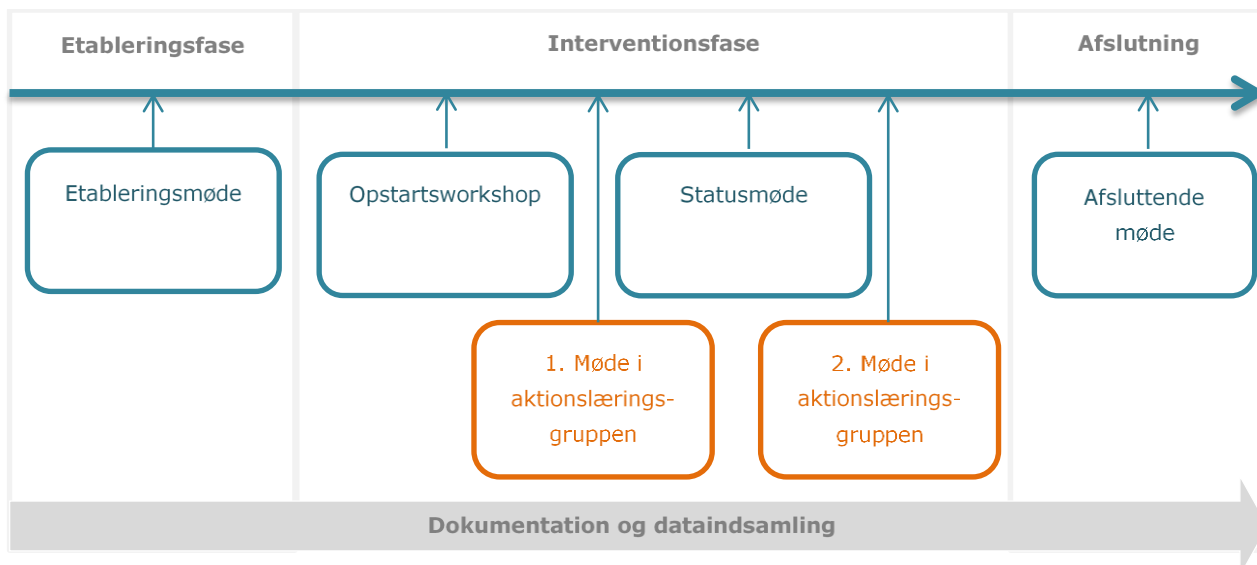 Etableringsfase
Interventionsfase
Afslutning
Etableringsmøde
Opstartsworkshop
Statusmøde
Afsluttende
møde
1. Møde i
aktionslærings-
gruppen
2. Møde i
aktionslærings-
gruppen
Dokumentation og dataindsamling